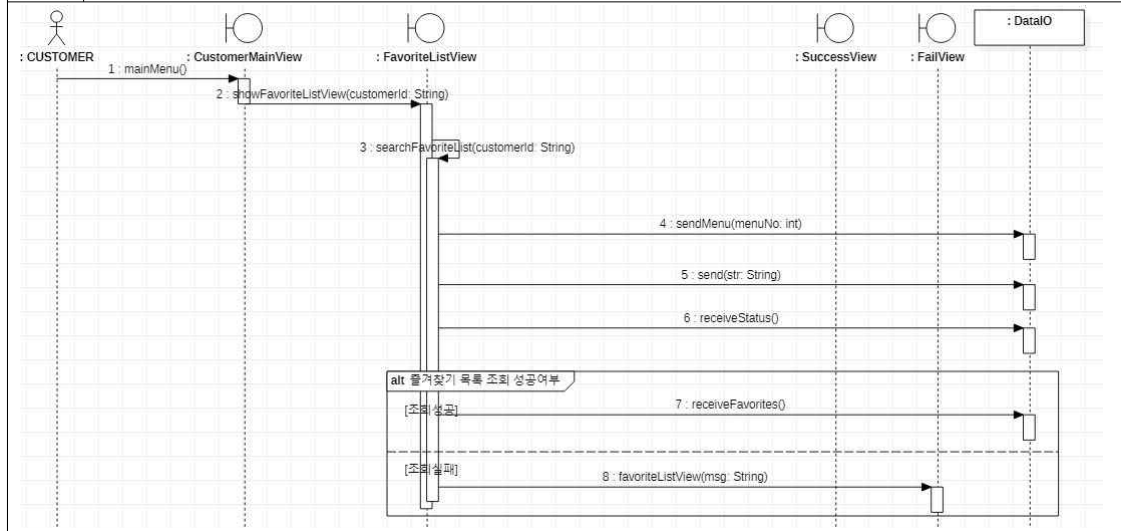 : CUSTOMER
: CustomerMainView
: FavoriteListView
: SuccessView
: FailView
: DataIO
1 : mainMenu()
2 : showFavoriteListView(customerId: String)
3 : searchFavoriteList(customerId: String)
4 : sendMenu(menuNo: int)
5 : send(str: String)
6 : receiveStatus()
alt 즐겨찾기 목록 조회 성공여부
[조회성공]
7 : receiveFavorites()
[조회실패]
8 : favoriteListView(msg: String)